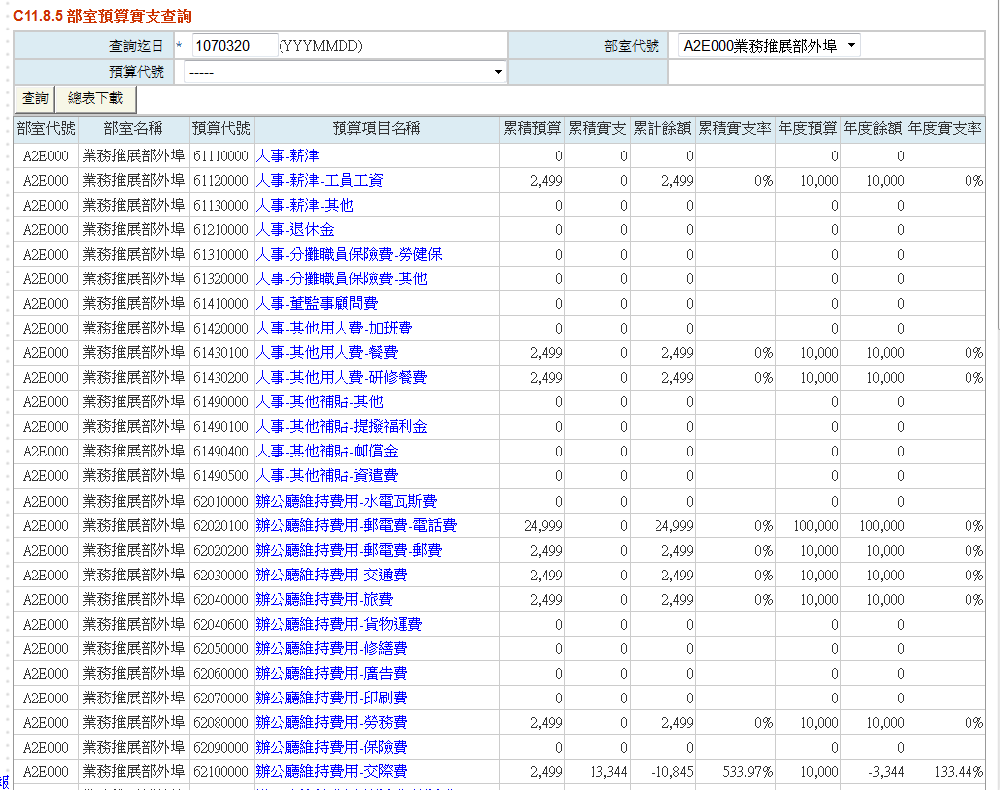 C11.8.5 部室預算實支查詢
查詢迄日 * 1070320 (YYYMMDD) 部室代號 A2E000業務推展部外埠
預算代號 -----
查詢 總表下載
部室代號 部室名稱 預算代號 預算項目名稱 累積預算 累積實支 累計餘額 累積實支率 年度預算 年度餘額 年度實支率
A2E000 業務推展部外埠 61110000 人事-薪津 0 0 0 0 0
A2E000 業務推展部外埠 61120000 人事-薪津-工員工資 2,499 0 2,499 0% 10,000 10,000 0%
A2E000 業務推展部外埠 61130000 人事-薪津-其他 0 0 0 0 0
A2E000 業務推展部外埠 61210000 人事-退休金 0 0 0 0 0
A2E000 業務推展部外埠 61310000 人事-分攤職員保險費-勞健保 0 0 0 0 0
A2E000 業務推展部外埠 61320000 人事-分攤職員保險費-其他 0 0 0 0 0
A2E000 業務推展部外埠 61410000 人事-董監事顧問費 0 0 0 0 0
A2E000 業務推展部外埠 61420000 人事-其他用人費-加班費 0 0 0 0 0
A2E000 業務推展部外埠 61430100 人事-其他用人費-餐費 2,499 0 2,499 0% 10,000 10,000 0%
A2E000 業務推展部外埠 61430200 人事-其他用人費-研修餐費 2,499 0 2,499 0% 10,000 10,000 0%
A2E000 業務推展部外埠 61490000 人事-其他補貼-其他 0 0 0 0 0
A2E000 業務推展部外埠 61490100 人事-其他補貼-提撥福利金 0 0 0 0 0
A2E000 業務推展部外埠 61490400 人事-其他補貼-卹償金 0 0 0 0 0
A2E000 業務推展部外埠 61490500 人事-其他補貼-資遣費 0 0 0 0 0
A2E000 業務推展部外埠 62010000 辦公廳維持費用-水電瓦斯費 0 0 0 0 0
A2E000 業務推展部外埠 62020100 辦公廳維持費用-郵電費-電話費 24,999 0 24,999 0% 100,000 100,000 0%
A2E000 業務推展部外埠 62020200 辦公廳維持費用-郵電費-郵費 2,499 0 2,499 0% 10,000 10,000 0%
A2E000 業務推展部外埠 62030000 辦公廳維持費用-交通費 2,499 0 2,499 0% 10,000 10,000 0%
A2E000 業務推展部外埠 62040000 辦公廳維持費用-旅費 2,499 0 2,499 0% 10,000 10,000 0%
A2E000 業務推展部外埠 62040600 辦公廳維持費用-貨物運費 0 0 0 0 0
A2E000 業務推展部外埠 62050000 辦公廳維持費用-修繕費 0 0 0 0 0
A2E000 業務推展部外埠 62060000 辦公廳維持費用-廣告費 0 0 0 0 0
A2E000 業務推展部外埠 62070000 辦公廳維持費用-印刷費 0 0 0 0 0
A2E000 業務推展部外埠 62080000 辦公廳維持費用-勞務費 2,499 0 2,499 0% 10,000 10,000 0%
A2E000 業務推展部外埠 62090000 辦公廳維持費用-保險費 0 0 0 0 0
A2E000 業務推展部外埠 62100000 辦公廳維持費用-交際費 2,499 13,344 -10,845 533.97% 10,000 -3,344 133.44%